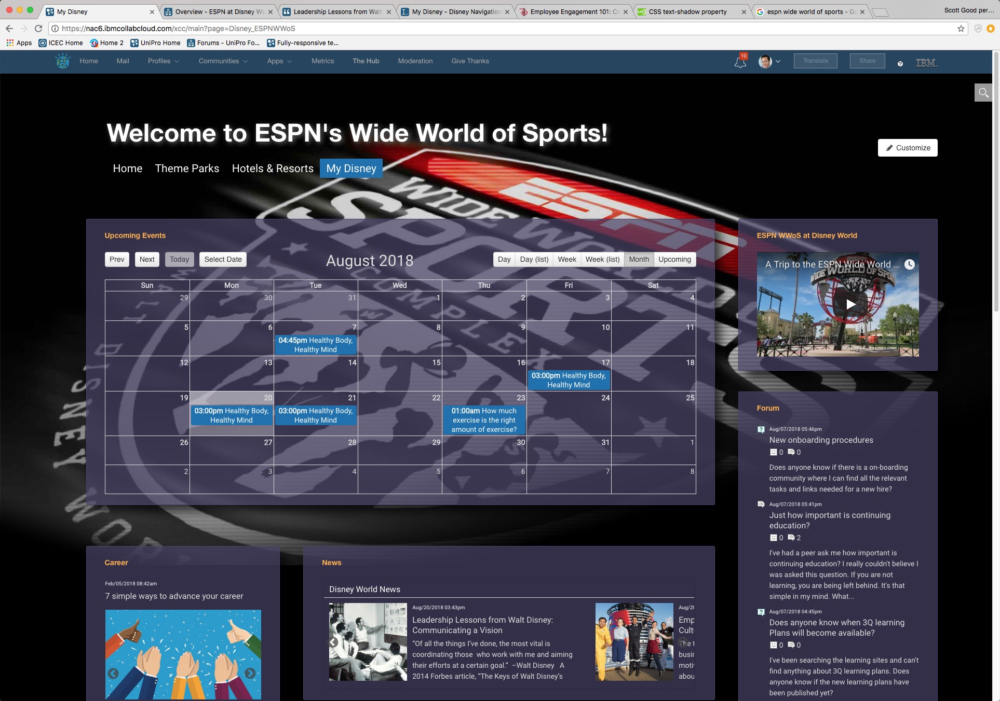 My Disney
Overview - ESPN at Disney Wo
Leadership Lessons from Walt
My Disney - Disney Navigation
Employee Engagement 101: Cr
CSS text-shadow property
espn wide world of sports - Go
Scott Good per...
https://nac6.ibmcollabcloud.com/xcc/main?page=Disney_ESPNWWoS
Apps
ICEC Home
Home 2
UniPro Home
Forums - UniPro Fo...
Fully-responsive te...
Home
Mail
Profiles
Communities
Apps
Metrics
The Hub
Moderation
Give Thanks
10
Translate
Share
?
IBM.
Welcome to ESPN's Wide World of Sports!
Customize
Home Theme Parks Hotels & Resorts My Disney
Upcoming Events
Prev Next Today Select Date
August 2018
Day Day (list) Week Week (list) Month Upcoming
Sun Mon Tue Wed Thu Fri Sat
29 30 31 1 2 3 4
5 6 7 8 9 10 11
04:45pm Healthy Body,
Healthy Mind
12 13 14 15 16 17 18
03:00pm Healthy Body,
Healthy Mind
19 20 21 22 23 24 25
03:00pm Healthy Body,
Healthy Mind
03:00pm Healthy Body,
Healthy Mind
01:00am How much
exercise is the right
amount of exercise?
26 27 28 29 30 31 1
2 3 4 5 6 7 8
ESPN WWoS at Disney World
A Trip to the ESPN Wide World ...
WIDE WORLD OF SPORTS
Forum
Aug/07/2018 05:46pm
New onboarding procedures
0 0
Does anyone know if there is a on-boarding
community where I can find all the relevant
tasks and links needed for a new hire?
Aug/07/2018 05:41pm
Just how important is continuing
education?
0 2
I've had a peer ask me how important is
continuing education? I really couldn't believe I
was asked this question. If you are not
learning, you are being left behind. It's that
simple in my mind. What...
Aug/07/2018 04:45pm
Does anyone know when 3Q learning
Plans will become available?
0 0
I've been searching the learning sites and can't
find anything about 3Q learning plans. Does
anyone know if the new learning plans have
been published yet?
Career
Feb/05/2018 08:42am
7 simple ways to advance your career
News
Disney World News
Aug/20/2018 03:43pm
Leadership Lessons from Walt Disney:
Communicating a Vision
“Of all the things I’ve done, the most vital is
coordinating those who work with me and aiming
their efforts at a certain goal.” –Walt Disney A
2014 Forbes article, “The Keys of Walt Disney’s
Aug/20
Emp
Cult
The t
busin
moti
abou
WIDE WORLD
ESPN
SPORTS
COMPLEX
WALT
DISNEY
WOR